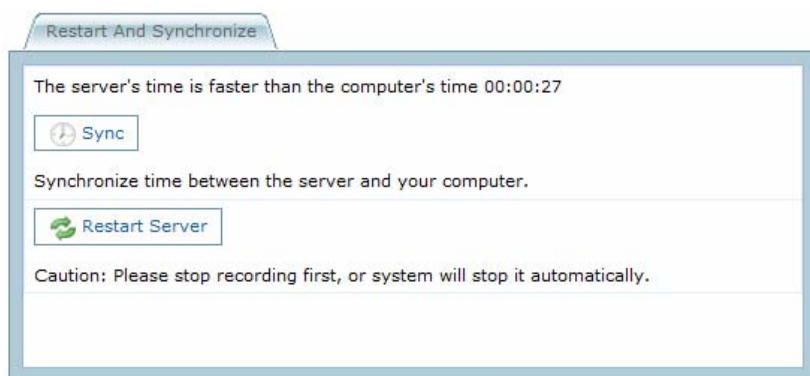 Restart And Synchronize
The server's time is faster than the computer's time 00:00:27
Sync
Synchronize time between the server and your computer.
Restart Server
Caution: Please stop recording first, or system will stop it automatically.